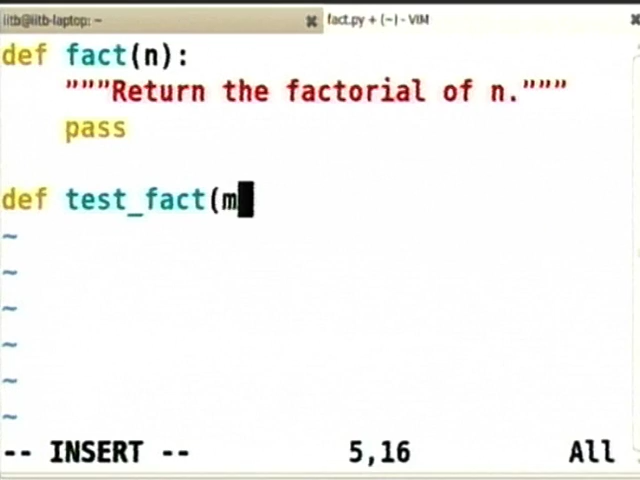 iitb@iitb-laptop: ~ ✖ fact.py + (~) - VIM ✖
def fact(n):
    """Return the factorial of n."""
    pass
def test_fact(m
~
~
~
~
~
~
-- INSERT -- 5,16 All